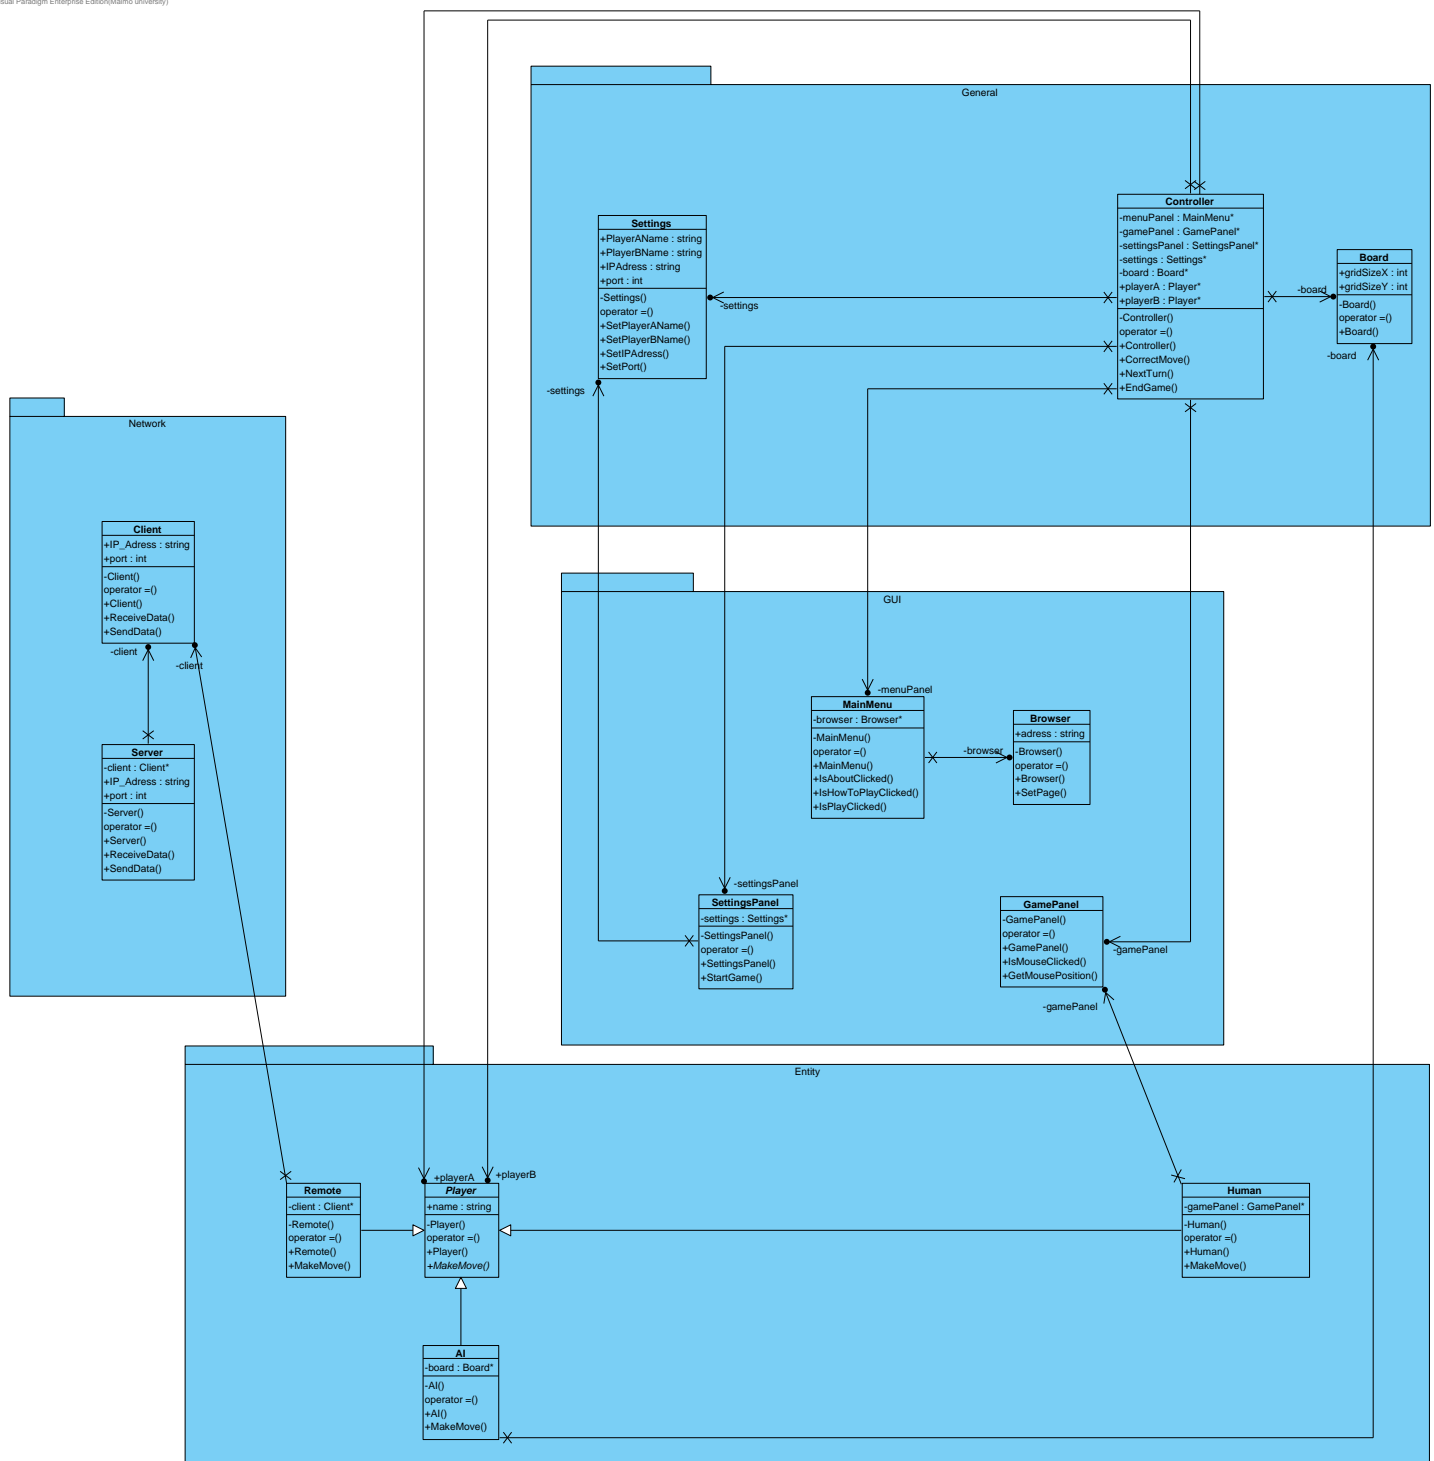 sual Paradigm Enterprise Edition(Malmo university)
General
Controller
-menuPanel : MainMenu*
-gamePanel : GamePanel*
-settingsPanel : SettingsPanel*
-settings : Settings*
-board : Board*
+playerA : Player*
+playerB : Player*
-Controller()
operator =()
+Controller()
+CorrectMove()
+NextTurn()
+EndGame()
Settings
+PlayerAName : string
+PlayerBName : string
+IPAdress : string
+port : int
-Settings()
operator =()
+SetPlayerAName()
+SetPlayerBName()
+SetIPAdress()
+SetPort()
-settings
-settings
Board
+gridSizeX : int
+gridSizeY : int
-Board()
operator =()
+Board()
-board
-board
Network
Client
+IP_Adress : string
+port : int
-Client()
operator =()
+Client()
+ReceiveData()
+SendData()
-client
-client
Server
-client : Client*
+IP_Adress : string
+port : int
-Server()
operator =()
+Server()
+ReceiveData()
+SendData()
GUI
-menuPanel
MainMenu
-browser : Browser*
-MainMenu()
operator =()
+MainMenu()
+IsAboutClicked()
+IsHowToPlayClicked()
+IsPlayClicked()
-browser
Browser
+adress : string
-Browser()
operator =()
+Browser()
+SetPage()
-settingsPanel
SettingsPanel
-settings : Settings*
-SettingsPanel()
operator =()
+SettingsPanel()
+StartGame()
GamePanel
-GamePanel()
operator =()
+GamePanel()
+IsMouseClicked()
+GetMousePosition()
-gamePanel
-gamePanel
Entity
+playerA
+playerB
Remote
-client : Client*
-Remote()
operator =()
+Remote()
+MakeMove()
Player
+name : string
-Player()
operator =()
+Player()
+MakeMove()
Human
-gamePanel : GamePanel*
-Human()
operator =()
+Human()
+MakeMove()
AI
-board : Board*
-AI()
operator =()
+AI()
+MakeMove()